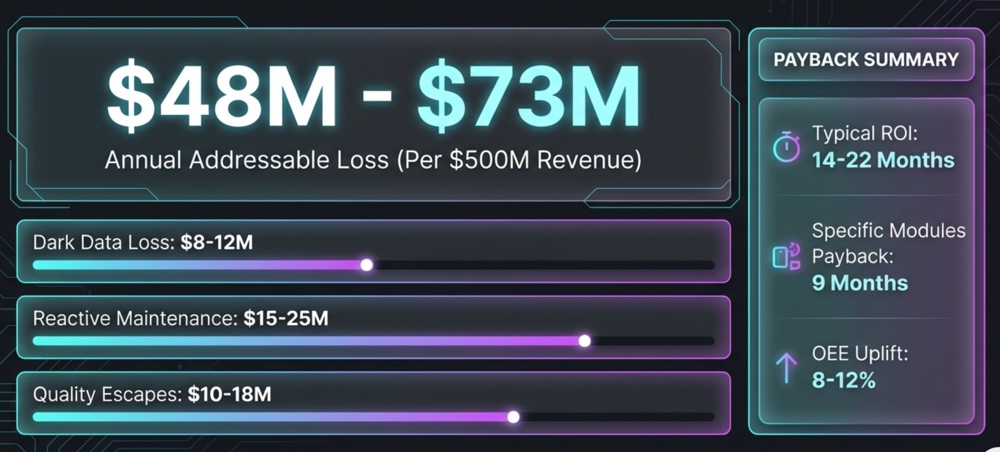 $48M - $73M
Annual Addressable Loss (Per $500M Revenue)
Dark Data Loss: $8-12M
Reactive Maintenance: $15-25M
Quality Escapes: $10-18M
PAYBACK SUMMARY
Typical ROI:
14-22 Months
Specific Modules
Payback:
9 Months
OEE Uplift:
8-12%